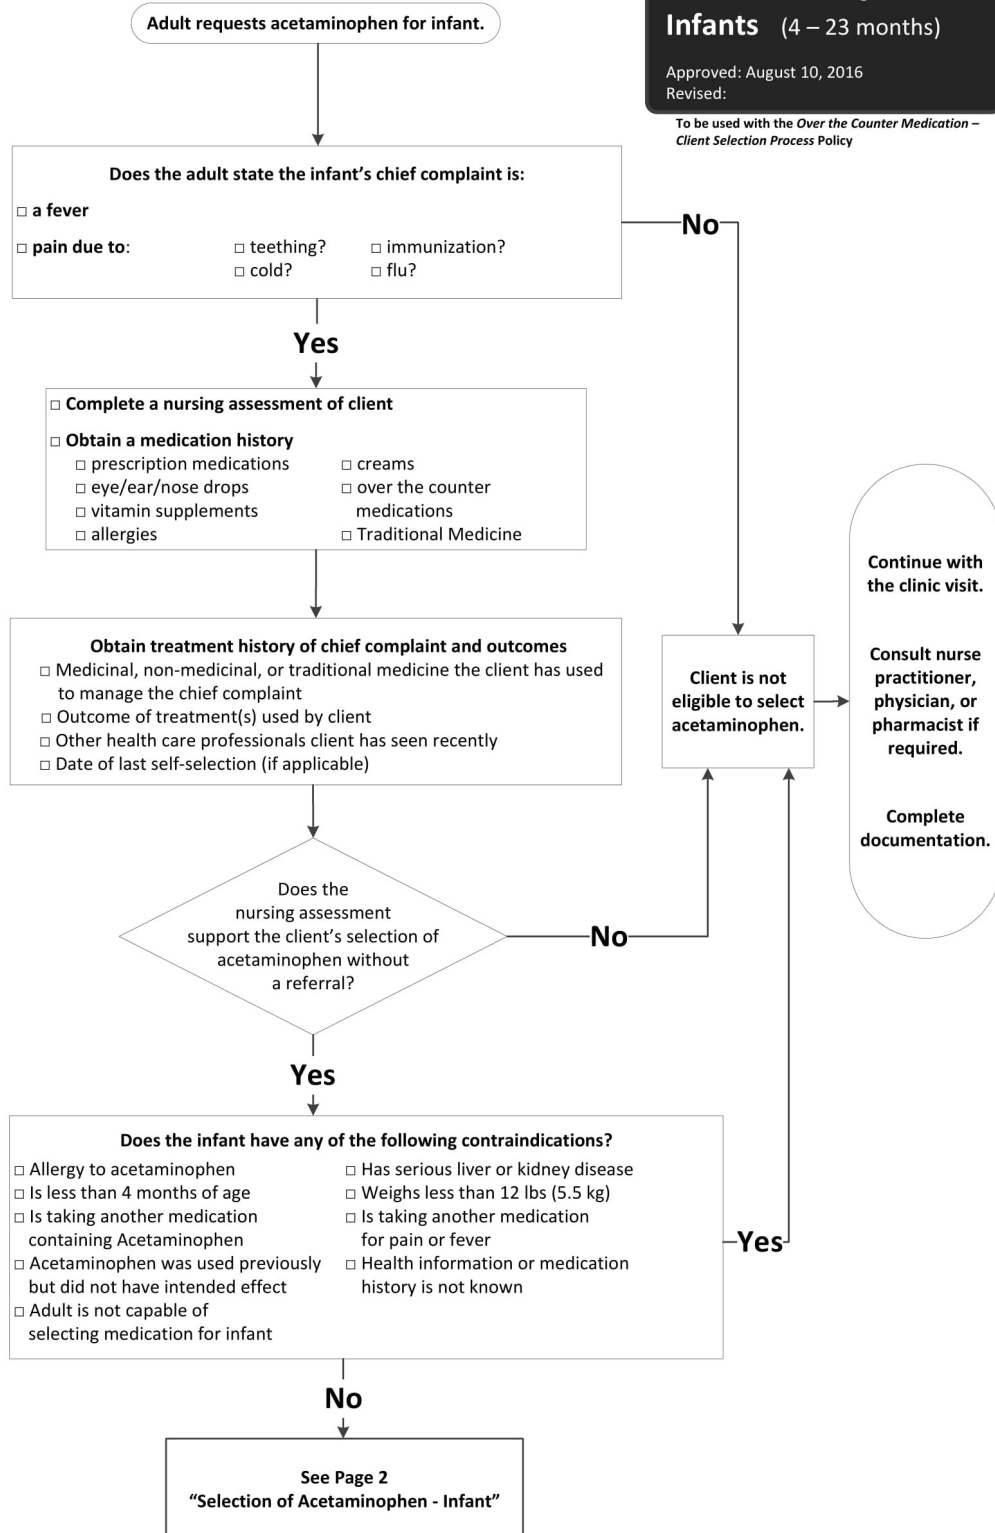 Adult requests acetaminophen for infant.
Infants (4 – 23 months)
Approved: August 10, 2016
Revised:
To be used with the Over the Counter Medication –
Client Selection Process Policy
Does the adult state the infant's chief complaint is:
□ a fever
□ pain due to: □ teething? □ immunization?
□ cold? □ flu?
No
Yes
□ Complete a nursing assessment of client
□ Obtain a medication history
□ prescription medications □ creams
□ eye/ear/nose drops □ over the counter
□ vitamin supplements medications
□ allergies □ Traditional Medicine
Obtain treatment history of chief complaint and outcomes
□ Medicinal, non-medicinal, or traditional medicine the client has used
to manage the chief complaint
□ Outcome of treatment(s) used by client
□ Other health care professionals client has seen recently
□ Date of last self-selection (if applicable)
Client is not
eligible to select
acetaminophen.
Continue with
the clinic visit.
Consult nurse
practitioner,
physician, or
pharmacist if
required.
Complete
documentation.
Does the
nursing assessment
support the client's selection of
acetaminophen without
a referral?
No
Yes
Does the infant have any of the following contraindications?
□ Allergy to acetaminophen □ Has serious liver or kidney disease
□ Is less than 4 months of age □ Weighs less than 12 lbs (5.5 kg)
□ Is taking another medication □ Is taking another medication
containing Acetaminophen for pain or fever
□ Acetaminophen was used previously □ Health information or medication
but did not have intended effect history is not known
□ Adult is not capable of
selecting medication for infant
Yes
No
See Page 2
"Selection of Acetaminophen - Infant"